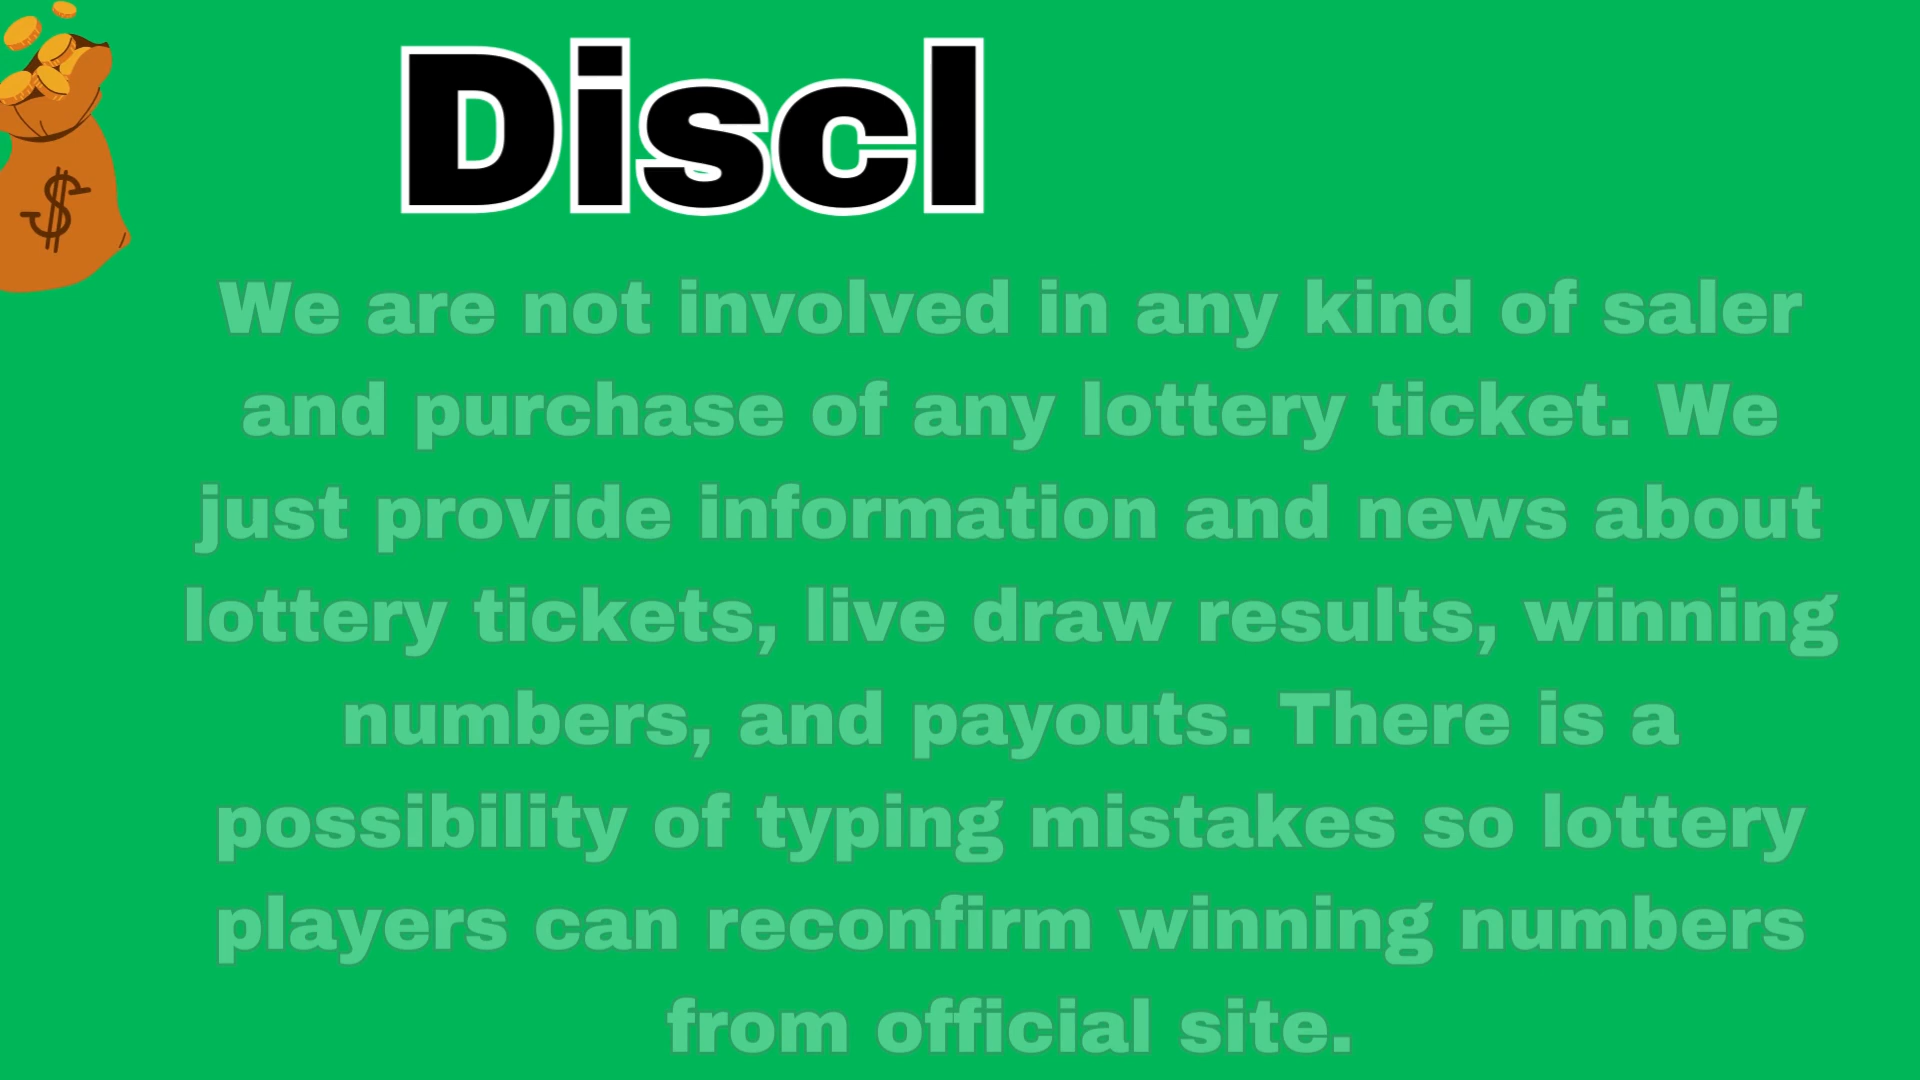 Discl
We are not involved in any kind of saler
and purchase of any lottery ticket. We
just provide information and news about
lottery tickets, live draw results, winning
numbers, and payouts. There is a
possibility of typing mistakes so lottery
players can reconfirm winning numbers
from official site.